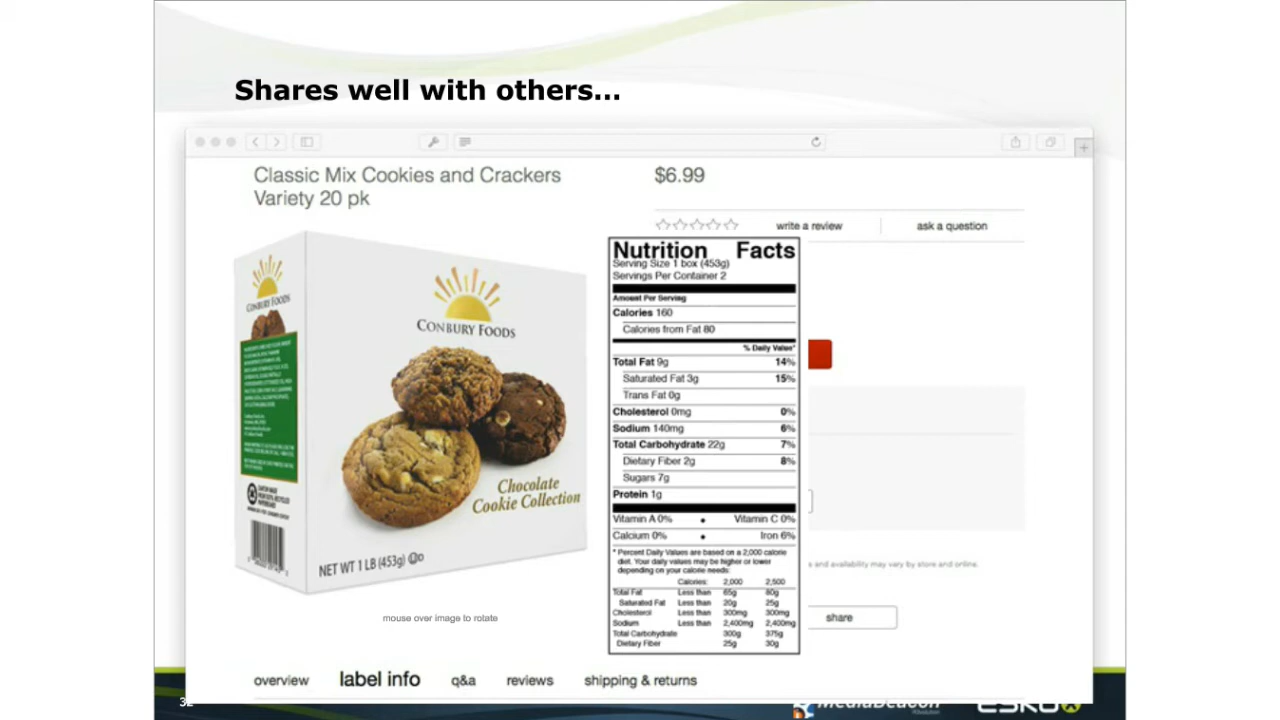 Shares well with others...
Classic Mix Cookies and Crackers
Variety 20 pk
$6.99
write a review
ask a question
CONBURY FOODS
CONBURY FOODS
Chocolate
Cookie Collection
NET WT 1 LB (453g)
mouse over image to rotate
Nutrition Facts
Serving Size 1 box (453g)
Servings Per Container 2
Amount Per Serving
Calories 160
Calories from Fat 80
% Daily Value*
Total Fat 9g 14%
Saturated Fat 3g 15%
Trans Fat 0g
Cholesterol 0mg 0%
Sodium 140mg 6%
Total Carbohydrate 22g 7%
Dietary Fiber 2g 8%
Sugars 7g
Protein 1g
Vitamin A 0% • Vitamin C 0%
Calcium 0% • Iron 6%
* Percent Daily Values are based on a 2,000 calorie
diet. Your daily values may be higher or lower
depending on your calorie needs:
Calories: 2,000 2,500
Total Fat Less than 65g 80g
Saturated Fat Less than 20g 25g
Cholesterol Less than 300mg 300mg
Sodium Less than 2,400mg 2,400mg
Total Carbohydrate 300g 375g
Dietary Fiber 25g 30g
and availability may vary by store and online.
share
overview label info q&a reviews shipping & returns
32
MediaBeacon
ESKO